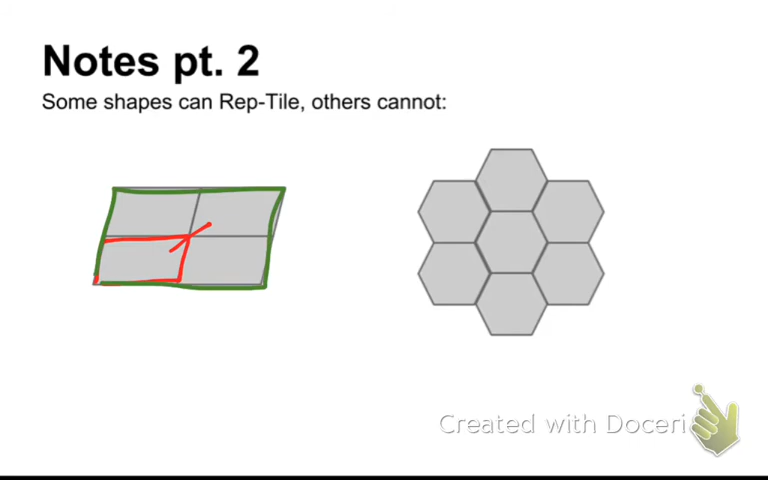 Notes pt. 2
Some shapes can Rep-Tile, others cannot:
Created with Doceri